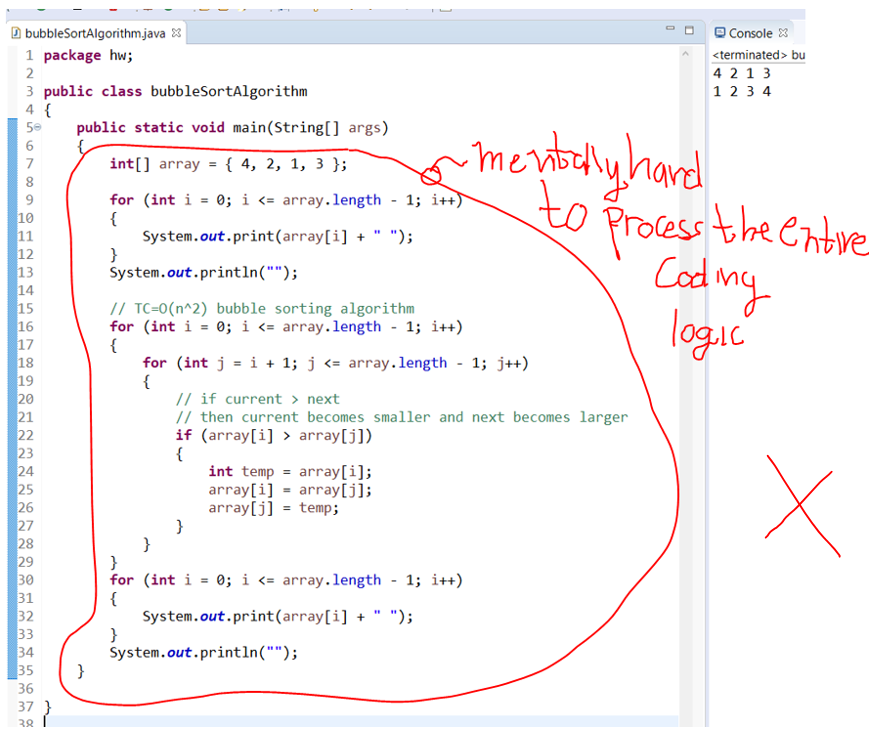 bubbleSortAlgorithm.java
Console
<terminated> bu
4 2 1 3
1 2 3 4
1 package hw;
2
3 public class bubbleSortAlgorithm
4 {
5 public static void main(String[] args)
6 {
7 int[] array = { 4, 2, 1, 3 };
8
9 for (int i = 0; i <= array.length - 1; i++)
10 {
11 System.out.print(array[i] + " ");
12 }
13 System.out.println("");
14
15 // TC=O(n^2) bubble sorting algorithm
16 for (int i = 0; i <= array.length - 1; i++)
17 {
18 for (int j = i + 1; j <= array.length - 1; j++)
19 {
20 // if current > next
21 // then current becomes smaller and next becomes larger
22 if (array[i] > array[j])
23 {
24 int temp = array[i];
25 array[i] = array[j];
26 array[j] = temp;
27 }
28 }
29 }
30 for (int i = 0; i <= array.length - 1; i++)
31 {
32 System.out.print(array[i] + " ");
33 }
34 System.out.println("");
35 }
36
37 }
38
mentally hard
to Process the entire
Coding
logic
X